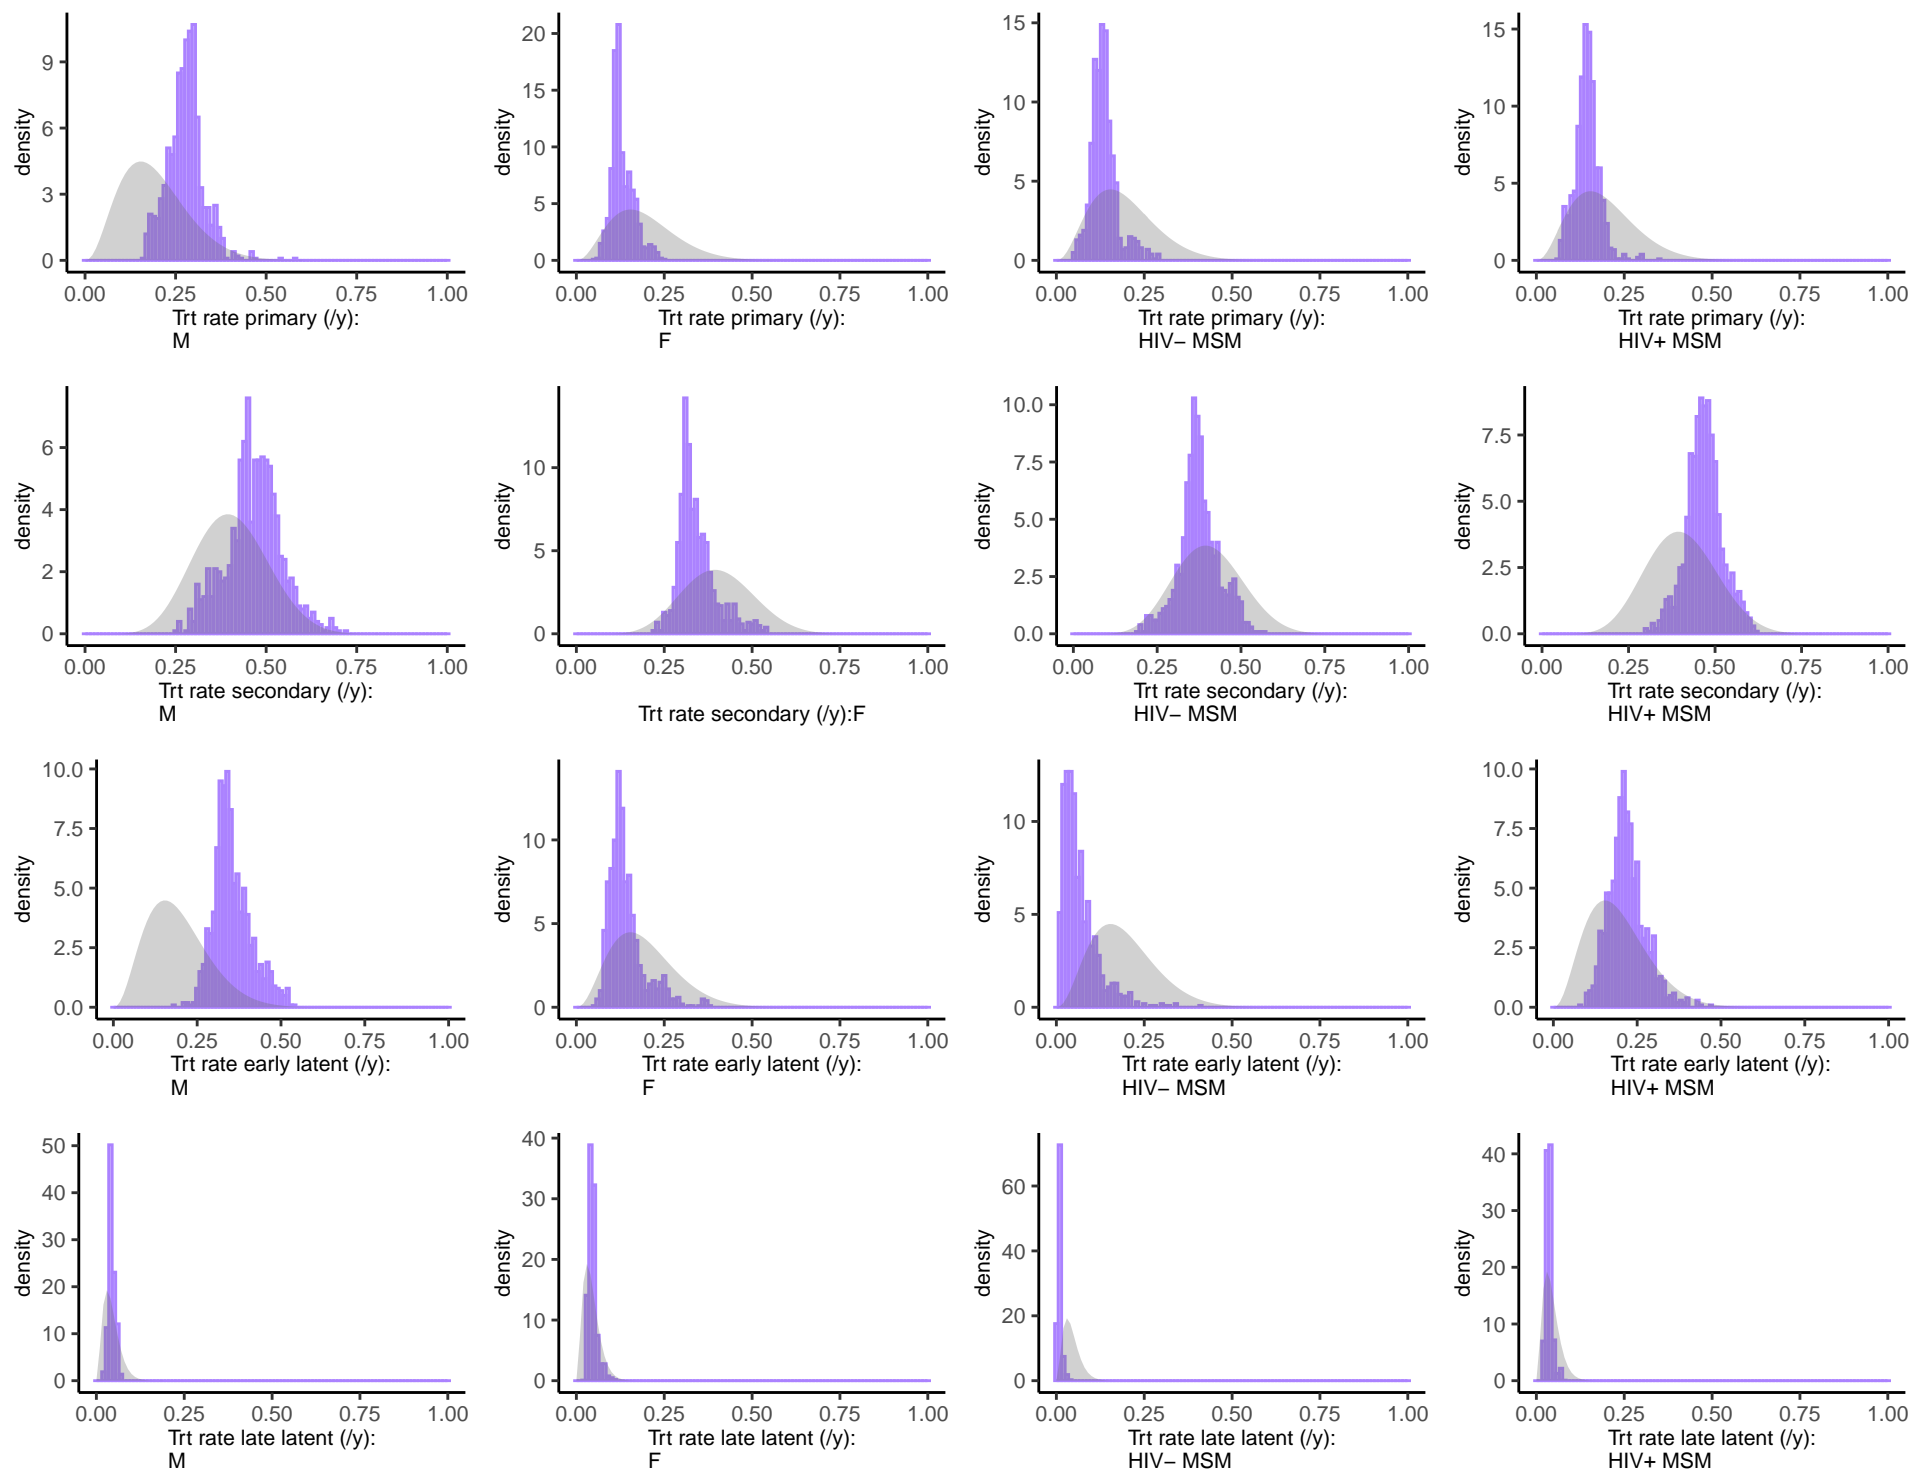 density
9
6
3
0
0.00 0.25 0.50 0.75 1.00
Trt rate primary (/y):
M
density
20
15
10
5
0
0.00 0.25 0.50 0.75 1.00
Trt rate primary (/y):
F
density
15
10
5
0
0.00 0.25 0.50 0.75 1.00
Trt rate primary (/y):
HIV− MSM
density
15
10
5
0
0.00 0.25 0.50 0.75 1.00
Trt rate primary (/y):
HIV+ MSM
density
6
4
2
0
0.00 0.25 0.50 0.75 1.00
Trt rate secondary (/y):
M
density
10
5
0
0.00 0.25 0.50 0.75 1.00
Trt rate secondary (/y):F
density
10.0
7.5
5.0
2.5
0.0
0.00 0.25 0.50 0.75 1.00
Trt rate secondary (/y):
HIV− MSM
density
7.5
5.0
2.5
0.0
0.00 0.25 0.50 0.75 1.00
Trt rate secondary (/y):
HIV+ MSM
density
10.0
7.5
5.0
2.5
0.0
0.00 0.25 0.50 0.75 1.00
Trt rate early latent (/y):
M
density
10
5
0
0.00 0.25 0.50 0.75 1.00
Trt rate early latent (/y):
F
density
10
5
0
0.00 0.25 0.50 0.75 1.00
Trt rate early latent (/y):
HIV− MSM
density
10.0
7.5
5.0
2.5
0.0
0.00 0.25 0.50 0.75 1.00
Trt rate early latent (/y):
HIV+ MSM
density
50
40
30
20
10
0
0.00 0.25 0.50 0.75 1.00
Trt rate late latent (/y):
M
density
40
30
20
10
0
0.00 0.25 0.50 0.75 1.00
Trt rate late latent (/y):
F
density
60
40
20
0
0.00 0.25 0.50 0.75 1.00
Trt rate late latent (/y):
HIV− MSM
density
40
30
20
10
0
0.00 0.25 0.50 0.75 1.00
Trt rate late latent (/y):
HIV+ MSM